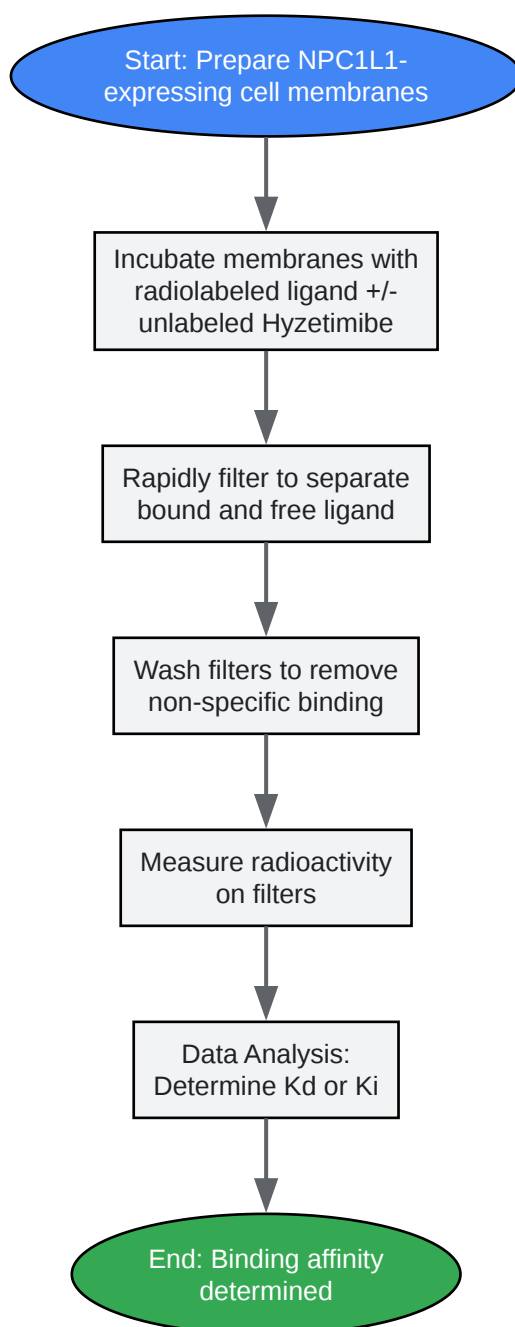 Start: Prepare NPC1L1-
expressing cell membranes
Incubate membranes with
radiolabeled ligand +/-
unlabeled Hyzetimibe
Rapidly filter to separate
bound and free ligand
Wash filters to remove
non-specific binding
Measure radioactivity
on filters
Data Analysis:
Determine Kd or Ki
End: Binding affinity
determined